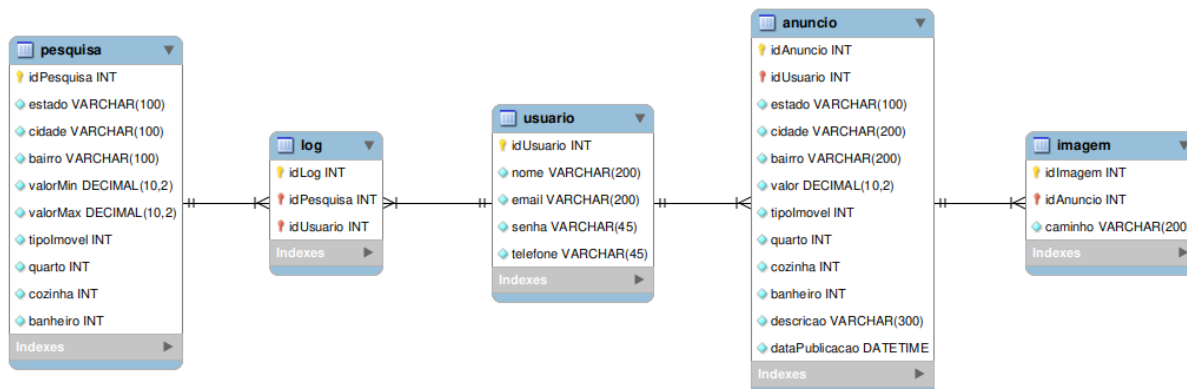 pesquisa
idPesquisa INT
estado VARCHAR(100)
cidade VARCHAR(100)
bairro VARCHAR(100)
valorMin DECIMAL(10,2)
valorMax DECIMAL(10,2)
tipoImovel INT
quarto INT
cozinha INT
banheiro INT
Indexes
log
idLog INT
idPesquisa INT
idUsuario INT
Indexes
usuario
idUsuario INT
nome VARCHAR(200)
email VARCHAR(200)
senha VARCHAR(45)
telefone VARCHAR(45)
Indexes
anuncio
idAnuncio INT
idUsuario INT
estado VARCHAR(100)
cidade VARCHAR(200)
bairro VARCHAR(200)
valor DECIMAL(10,2)
tipoImovel INT
quarto INT
cozinha INT
banheiro INT
descricao VARCHAR(300)
dataPublicacao DATETIME
Indexes
imagem
idImagem INT
idAnuncio INT
caminho VARCHAR(200
Indexes